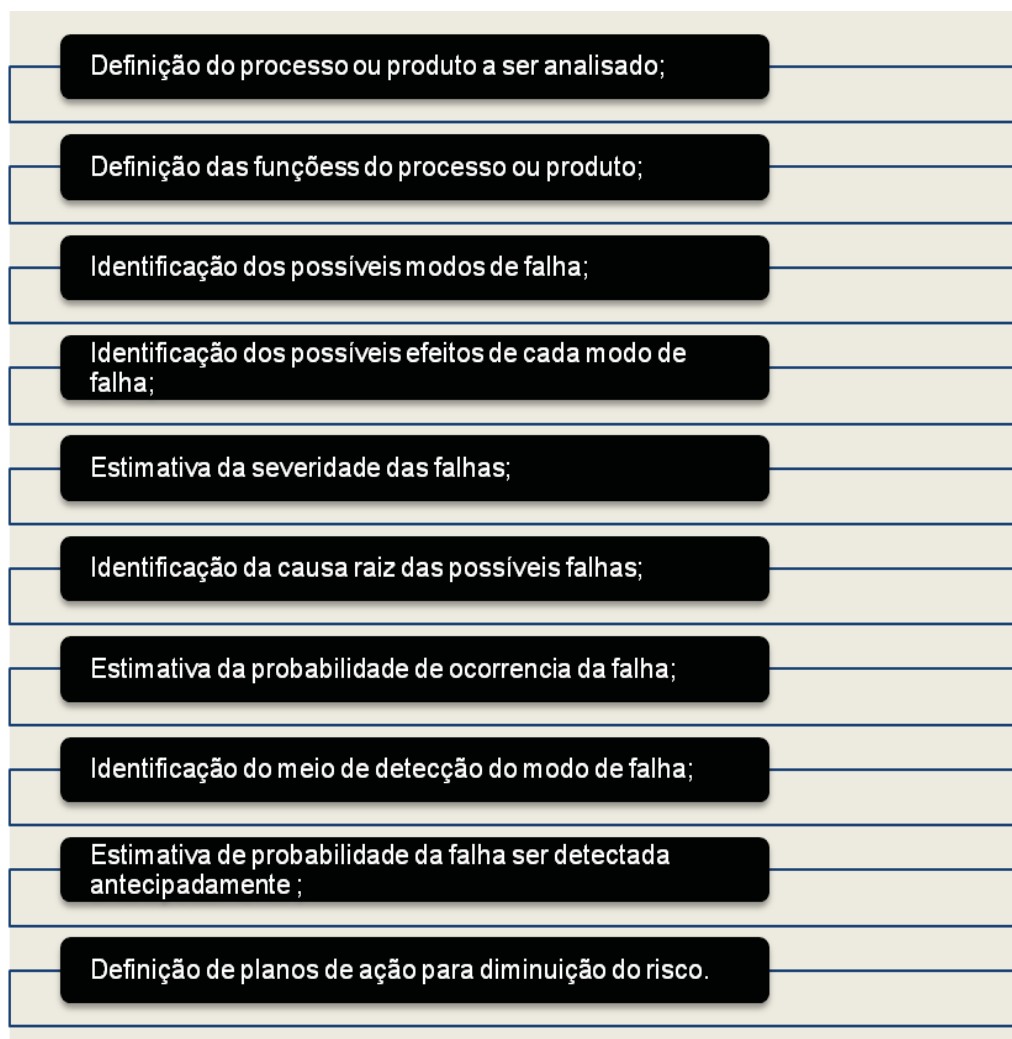 Definição do processo ou produto a ser analisado;
Definição das funçõess do processo ou produto;
Identificação dos possíveis modos de falha;
Identificação dos possíveis efeitos de cada modo de
falha;
Estimativa da severidade das falhas;
Identificação da causa raiz das possíveis falhas;
Estimativa da probabilidade de ocorrencia da falha;
Identificação do meio de detecção do modo de falha;
Estimativa de probabilidade da falha ser detectada
antecipadamente ;
Definição de planos de ação para diminuição do risco.